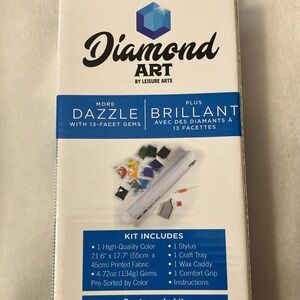 Diamond
ART
BY LEISURE ARTS
MORE
DAZZLE
WITH 13-FACET GEMS
PLUS
BRILLANT
AVEC DES DIAMANTS À
13 FACETTES
KIT INCLUDES
• 1 High-Quality Color
21.6" x 17.7" (55cm x
45cm) Printed Fabric
• 4.72oz (134g) Gems
Pre-Sorted by Color
• 1 Stylus
• 1 Craft Tray
• 1 Wax Caddy
• 1 Comfort Grip
• Instructions